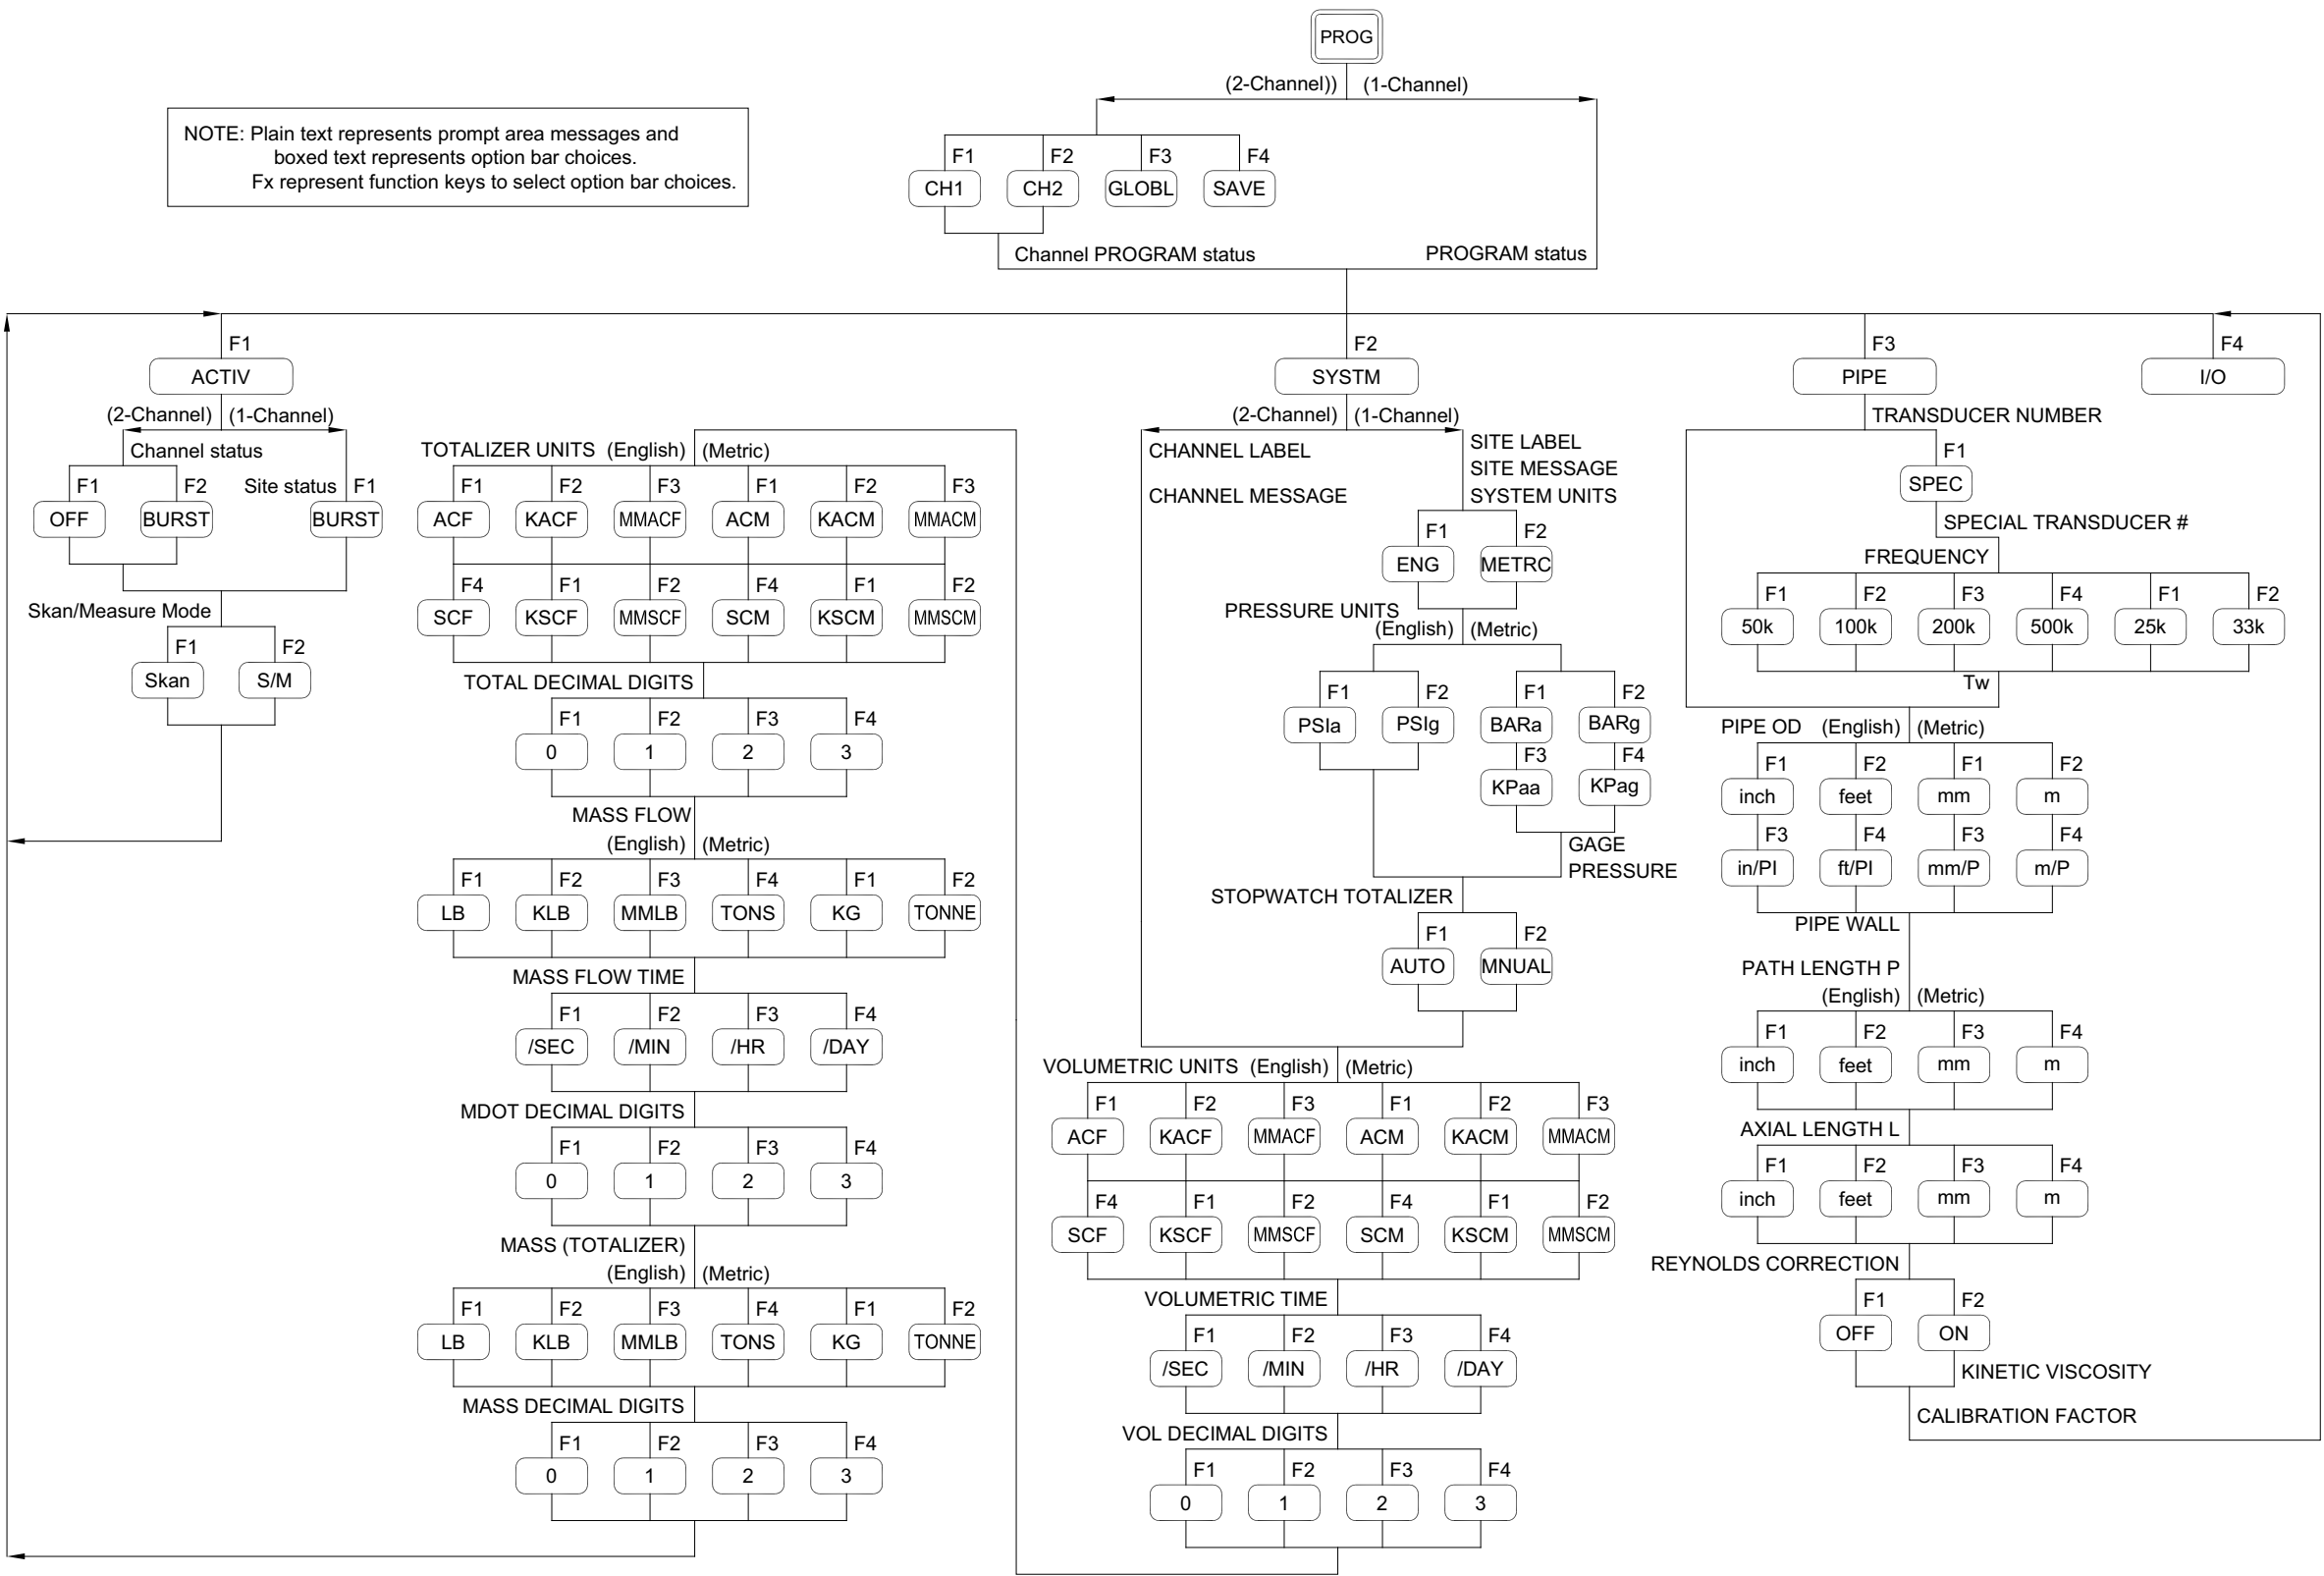 PROG
(2-Channel)) (1-Channel)
NOTE: Plain text represents prompt area messages and
boxed text represents option bar choices.
Fx represent function keys to select option bar choices.
F1 F2 F3 F4
CH1 CH2 GLOBL SAVE
Channel PROGRAM status PROGRAM status
F1
ACTIV
(2-Channel) (1-Channel)
Channel status
F1 F2 Site status F1
OFF BURST BURST
Skan/Measure Mode
F1 F2
Skan S/M
TOTALIZER UNITS (English) (Metric)
F1 F2 F3 F1 F2 F3
ACF KACF MMACF ACM KACM MMACM
F4 F1 F2 F4 F1 F2
SCF KSCF MMSCF SCM KSCM MMSCM
TOTAL DECIMAL DIGITS
F1 F2 F3 F4
0 1 2 3
MASS FLOW
(English) (Metric)
F1 F2 F3 F4 F1 F2
LB KLB MMLB TONS KG TONNE
MASS FLOW TIME
F1 F2 F3 F4
/SEC /MIN /HR /DAY
MDOT DECIMAL DIGITS
F1 F2 F3 F4
0 1 2 3
MASS (TOTALIZER)
(English) (Metric)
F1 F2 F3 F4 F1 F2
LB KLB MMLB TONS KG TONNE
MASS DECIMAL DIGITS
F1 F2 F3 F4
0 1 2 3
F2
SYSTM
(2-Channel) (1-Channel)
CHANNEL LABEL
CHANNEL MESSAGE
SITE LABEL
SITE MESSAGE
SYSTEM UNITS
F1 F2
ENG METRC
PRESSURE UNITS
(English) (Metric)
F1 F2 F1 F2
PSIa PSIg BARa BARg
F3 F4
KPaa KPag
GAGE
PRESSURE
STOPWATCH TOTALIZER
F1 F2
AUTO MNUAL
VOLUMETRIC UNITS (English) (Metric)
F1 F2 F3 F1 F2 F3
ACF KACF MMACF ACM KACM MMACM
F4 F1 F2 F4 F1 F2
SCF KSCF MMSCF SCM KSCM MMSCM
VOLUMETRIC TIME
F1 F2 F3 F4
/SEC /MIN /HR /DAY
VOL DECIMAL DIGITS
F1 F2 F3 F4
0 1 2 3
F3
PIPE
TRANSDUCER NUMBER
F1
SPEC
SPECIAL TRANSDUCER #
FREQUENCY
F1 F2 F3 F4 F1 F2
50k 100k 200k 500k 25k 33k
Tw
PIPE OD (English) (Metric)
F1 F2 F1 F2
inch feet mm m
F3 F4 F3 F4
in/PI ft/PI mm/P m/P
PIPE WALL
PATH LENGTH P
(English) (Metric)
F1 F2 F3 F4
inch feet mm m
AXIAL LENGTH L
F1 F2 F3 F4
inch feet mm m
REYNOLDS CORRECTION
F1 F2
OFF ON
KINETIC VISCOSITY
CALIBRATION FACTOR
F4
I/O